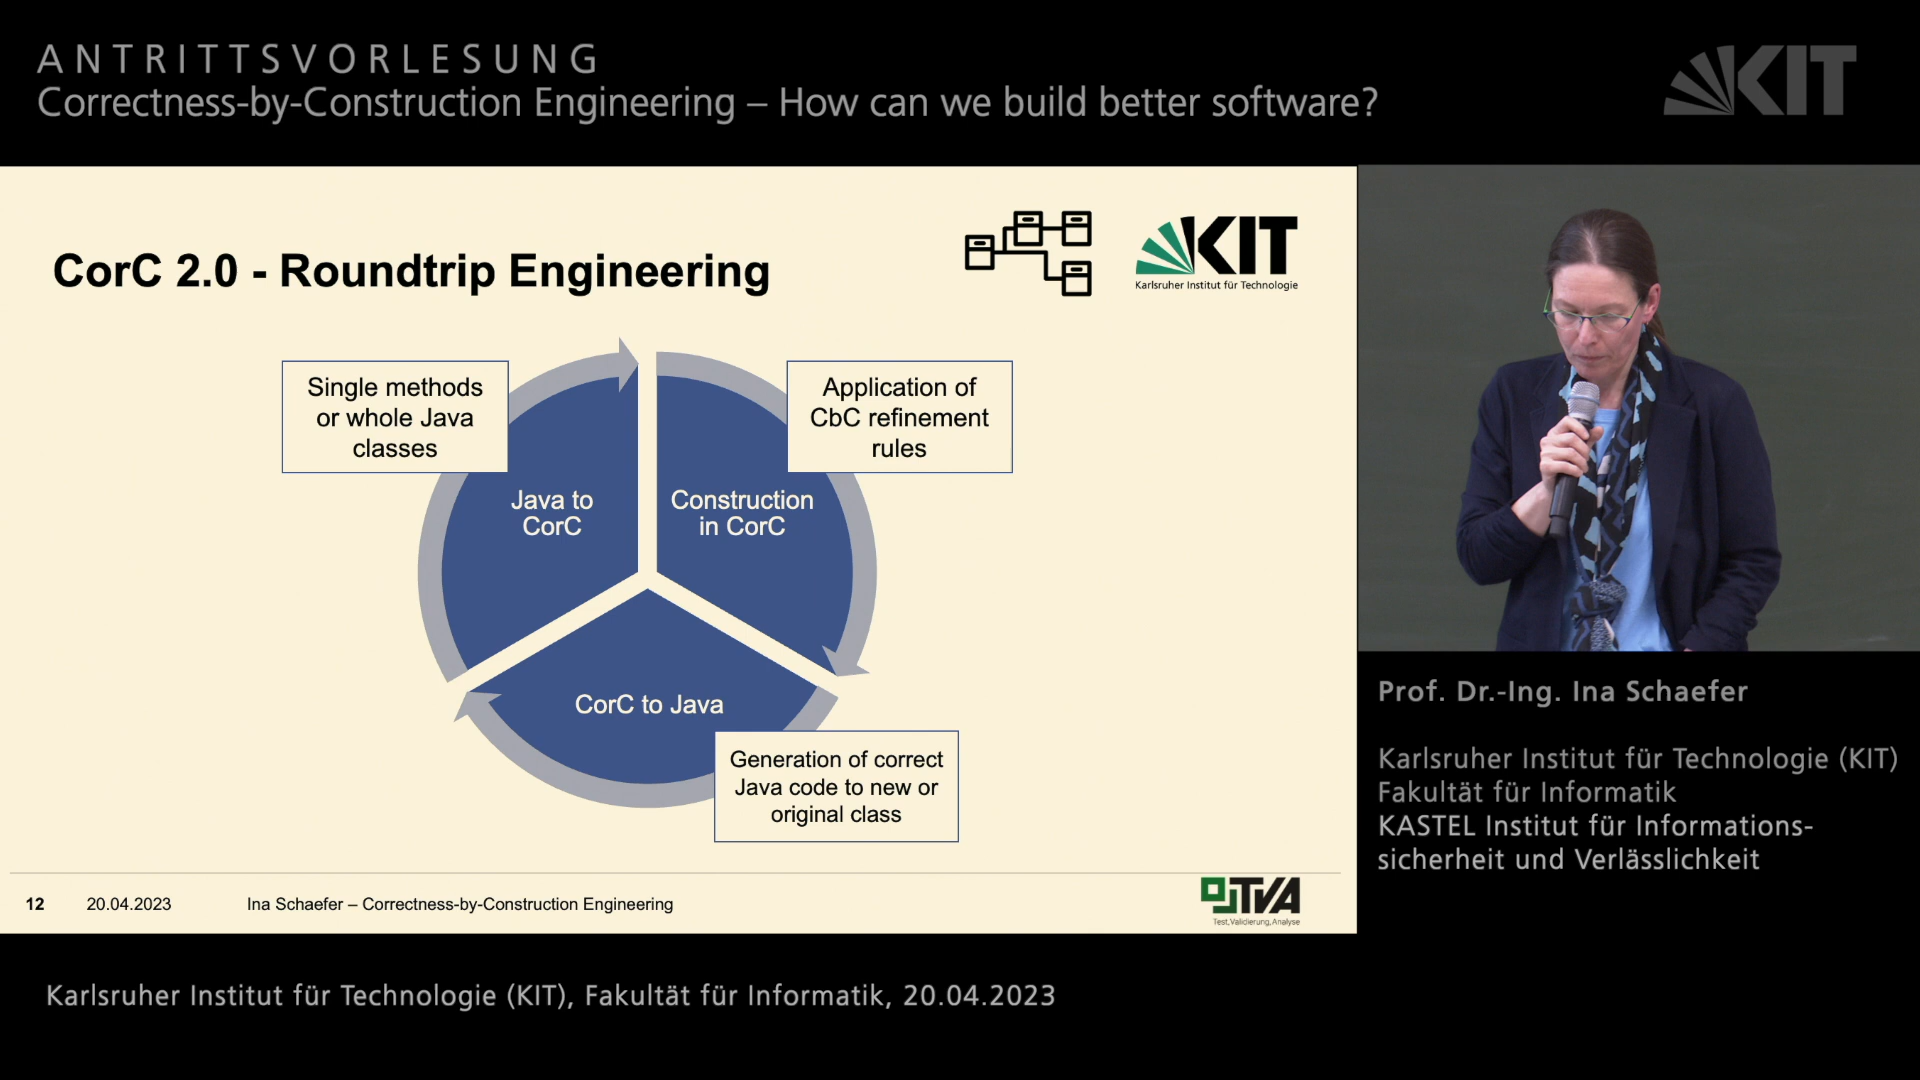 ANTRITTSVORLESUNG
Correctness-by-Construction Engineering – How can we build better software?
KIT
CorC 2.0 - Roundtrip Engineering
KIT
Karlsruher Institut für Technologie
Single methods
or whole Java
classes
Application of
CbC refinement
rules
Java to
CorC
Construction
in CorC
CorC to Java
Generation of correct
Java code to new or
original class
12
20.04.2023
Ina Schaefer – Correctness-by-Construction Engineering
TVA
Test, Validierung, Analyse
Prof. Dr.-Ing. Ina Schaefer
Karlsruher Institut für Technologie (KIT)
Fakultät für Informatik
KASTEL Institut für Informations-
sicherheit und Verlässlichkeit
Karlsruher Institut für Technologie (KIT), Fakultät für Informatik, 20.04.2023